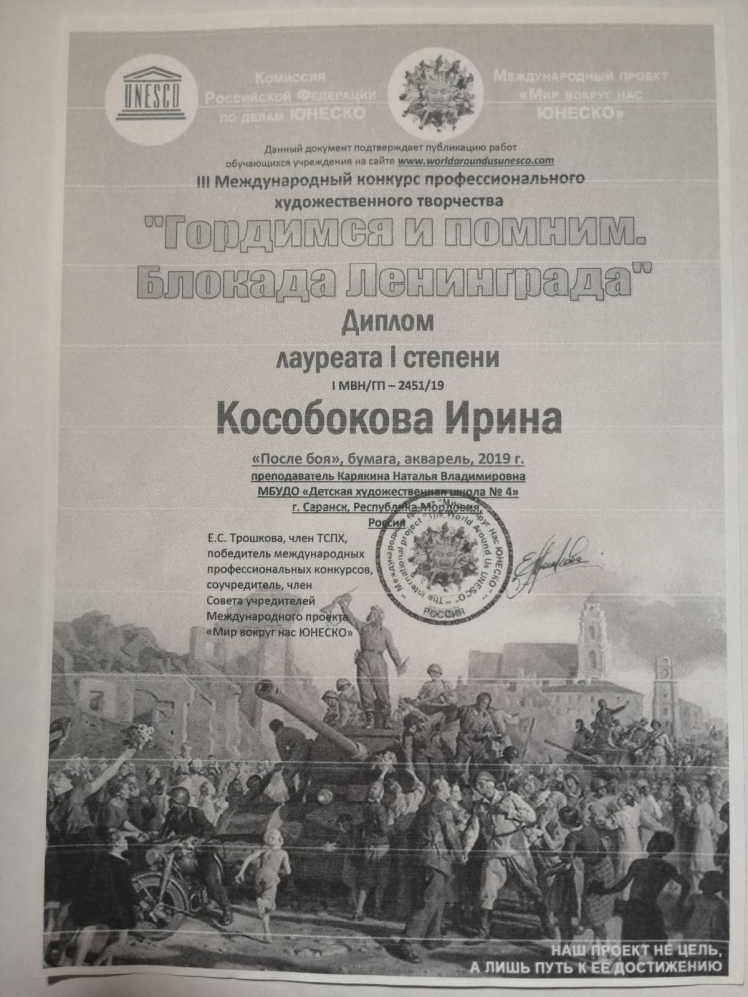 UNESCO
Комиссия
Российской Федерации
по делам ЮНЕСКО
Международный проект
«Мир вокруг нас
ЮНЕСКО»
Данный документ подтверждает публикацию работ
обучающихся учреждения на сайте www.worldaroundusunesco.com
III Международный конкурс профессионального
художественного творчества
"Гордимся и помним.
Блокада Ленинграда"
Диплом
лауреата I степени
I МВН/ГП – 2451/19
Кособокова Ирина
«После боя», бумага, акварель, 2019 г.
преподаватель Карякина Наталья Владимировна
МБУДО «Детская художественная школа № 4»
г. Саранск, Республика Мордовия,
Россия
Е.С. Трошкова, член ТСПХ,
победитель международных
профессиональных конкурсов,
соучредитель, член
Совета учредителей
Международного проекта
«Мир вокруг нас ЮНЕСКО»
"Международный проект "Мир вокруг нас ЮНЕСКО"
"The International project "The World Around Us UNESCO"
РОССИЯ
НАШ ПРОЕКТ НЕ ЦЕЛЬ,
А ЛИШЬ ПУТЬ К ЕЁ ДОСТИЖЕНИЮ